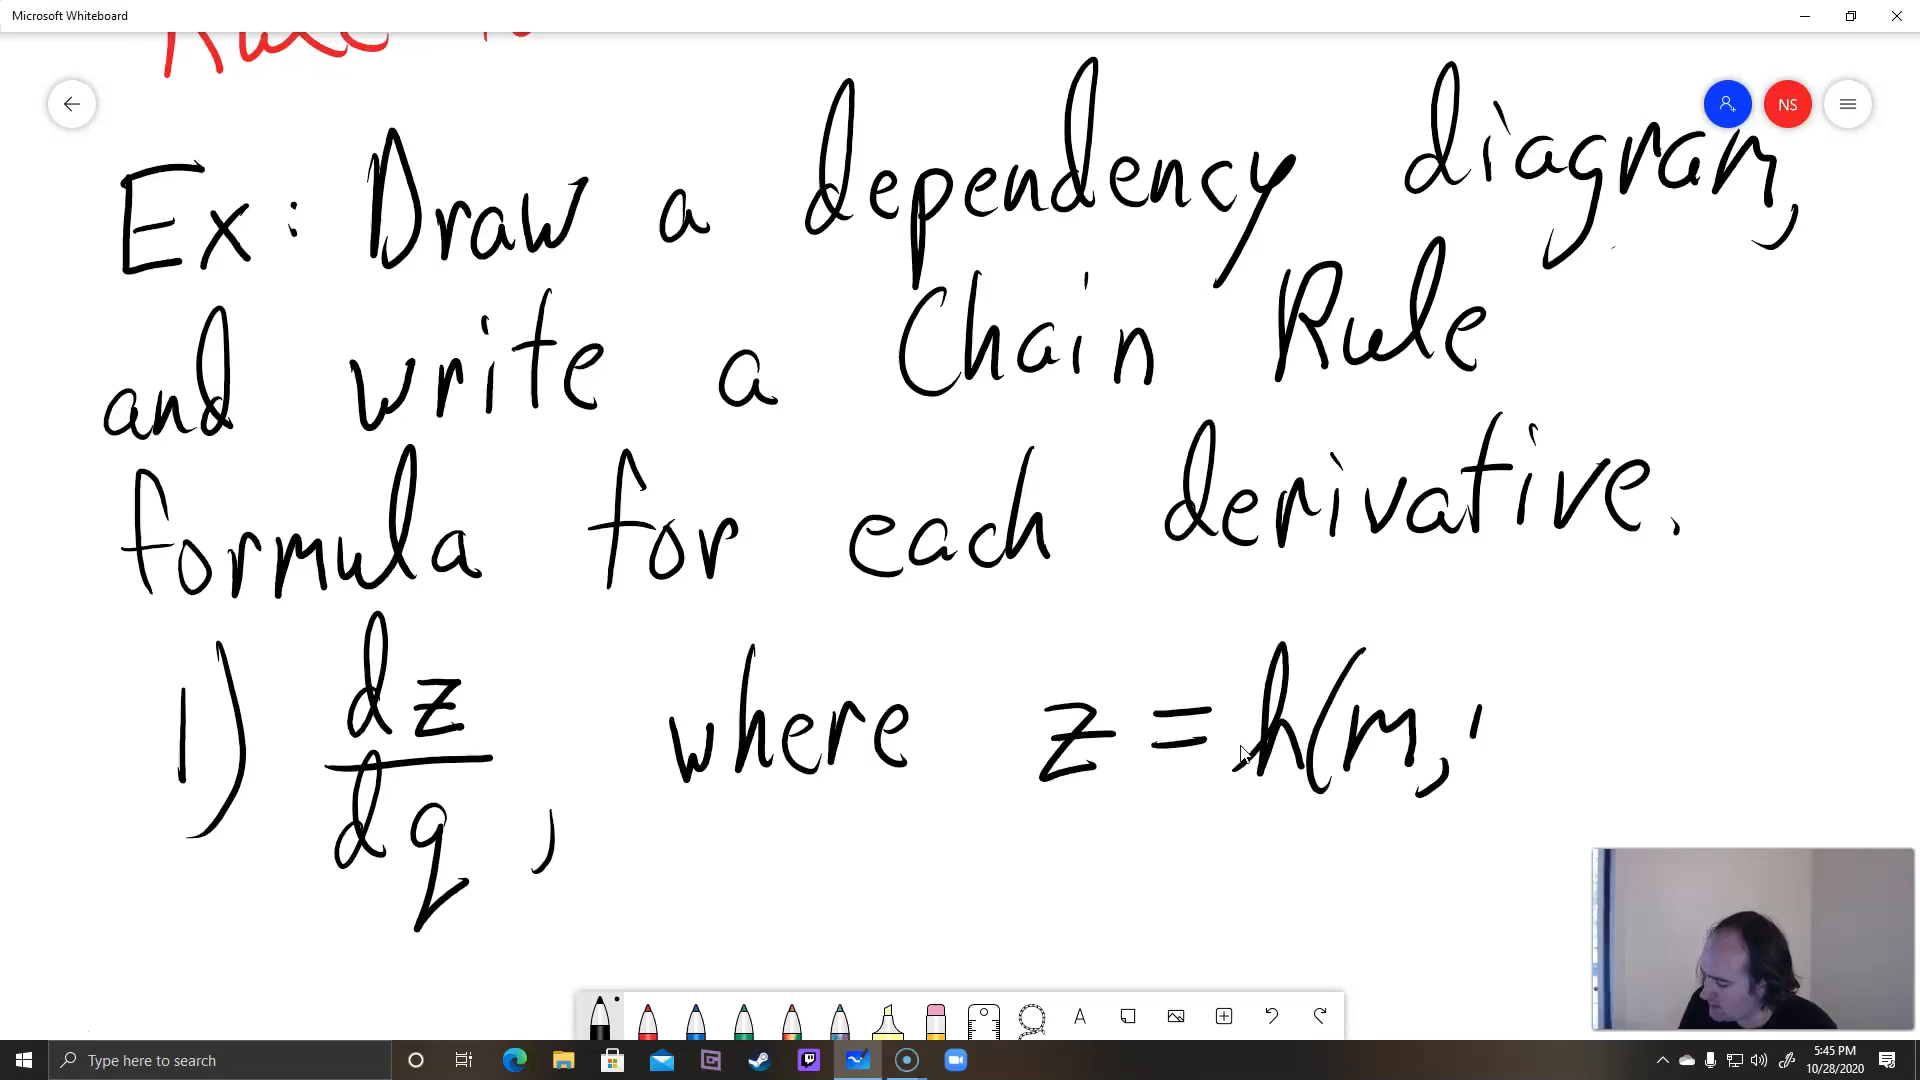 Microsoft Whiteboard
Rule
NS
Ex: Draw a dependency diagram,
and write a Chain Rule
formula for each derivative.
1) dz/dq, where z = h(m,
A
Type here to search
5:45 PM
10/28/2020